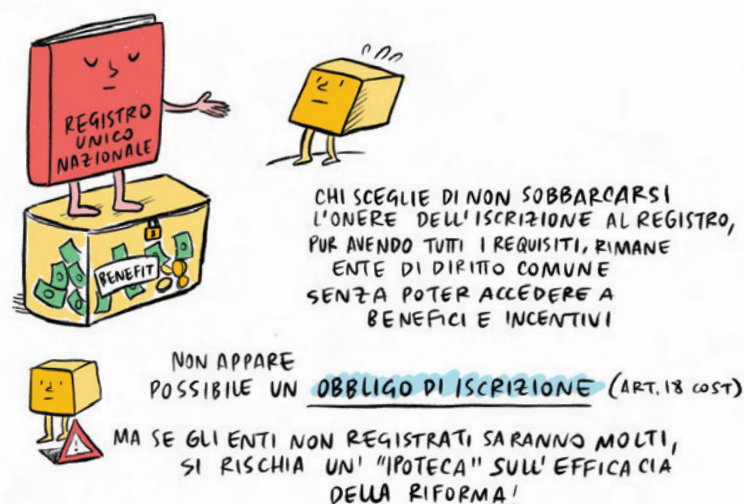 REGISTRO
UNICO
NAZIONALE
BENEFIT
CHI SCEGLIE DI NON SOBBARCARSI
L'ONERE DELL'ISCRIZIONE AL REGISTRO,
PUR AVENDO TUTTI I REQUISITI, RIMANE
ENTE DI DIRITTO COMUNE
SENZA POTER ACCEDERE A
BENEFICI E INCENTIVI
NON APPARE
POSSIBILE UN OBBLIGO DI ISCRIZIONE (ART. 18 COST)
MA SE GLI ENTI NON REGISTRATI SARANNO MOLTI,
SI RISCHIA UN' "IPOTECA" SULL'EFFICACIA
DELLA RIFORMA!